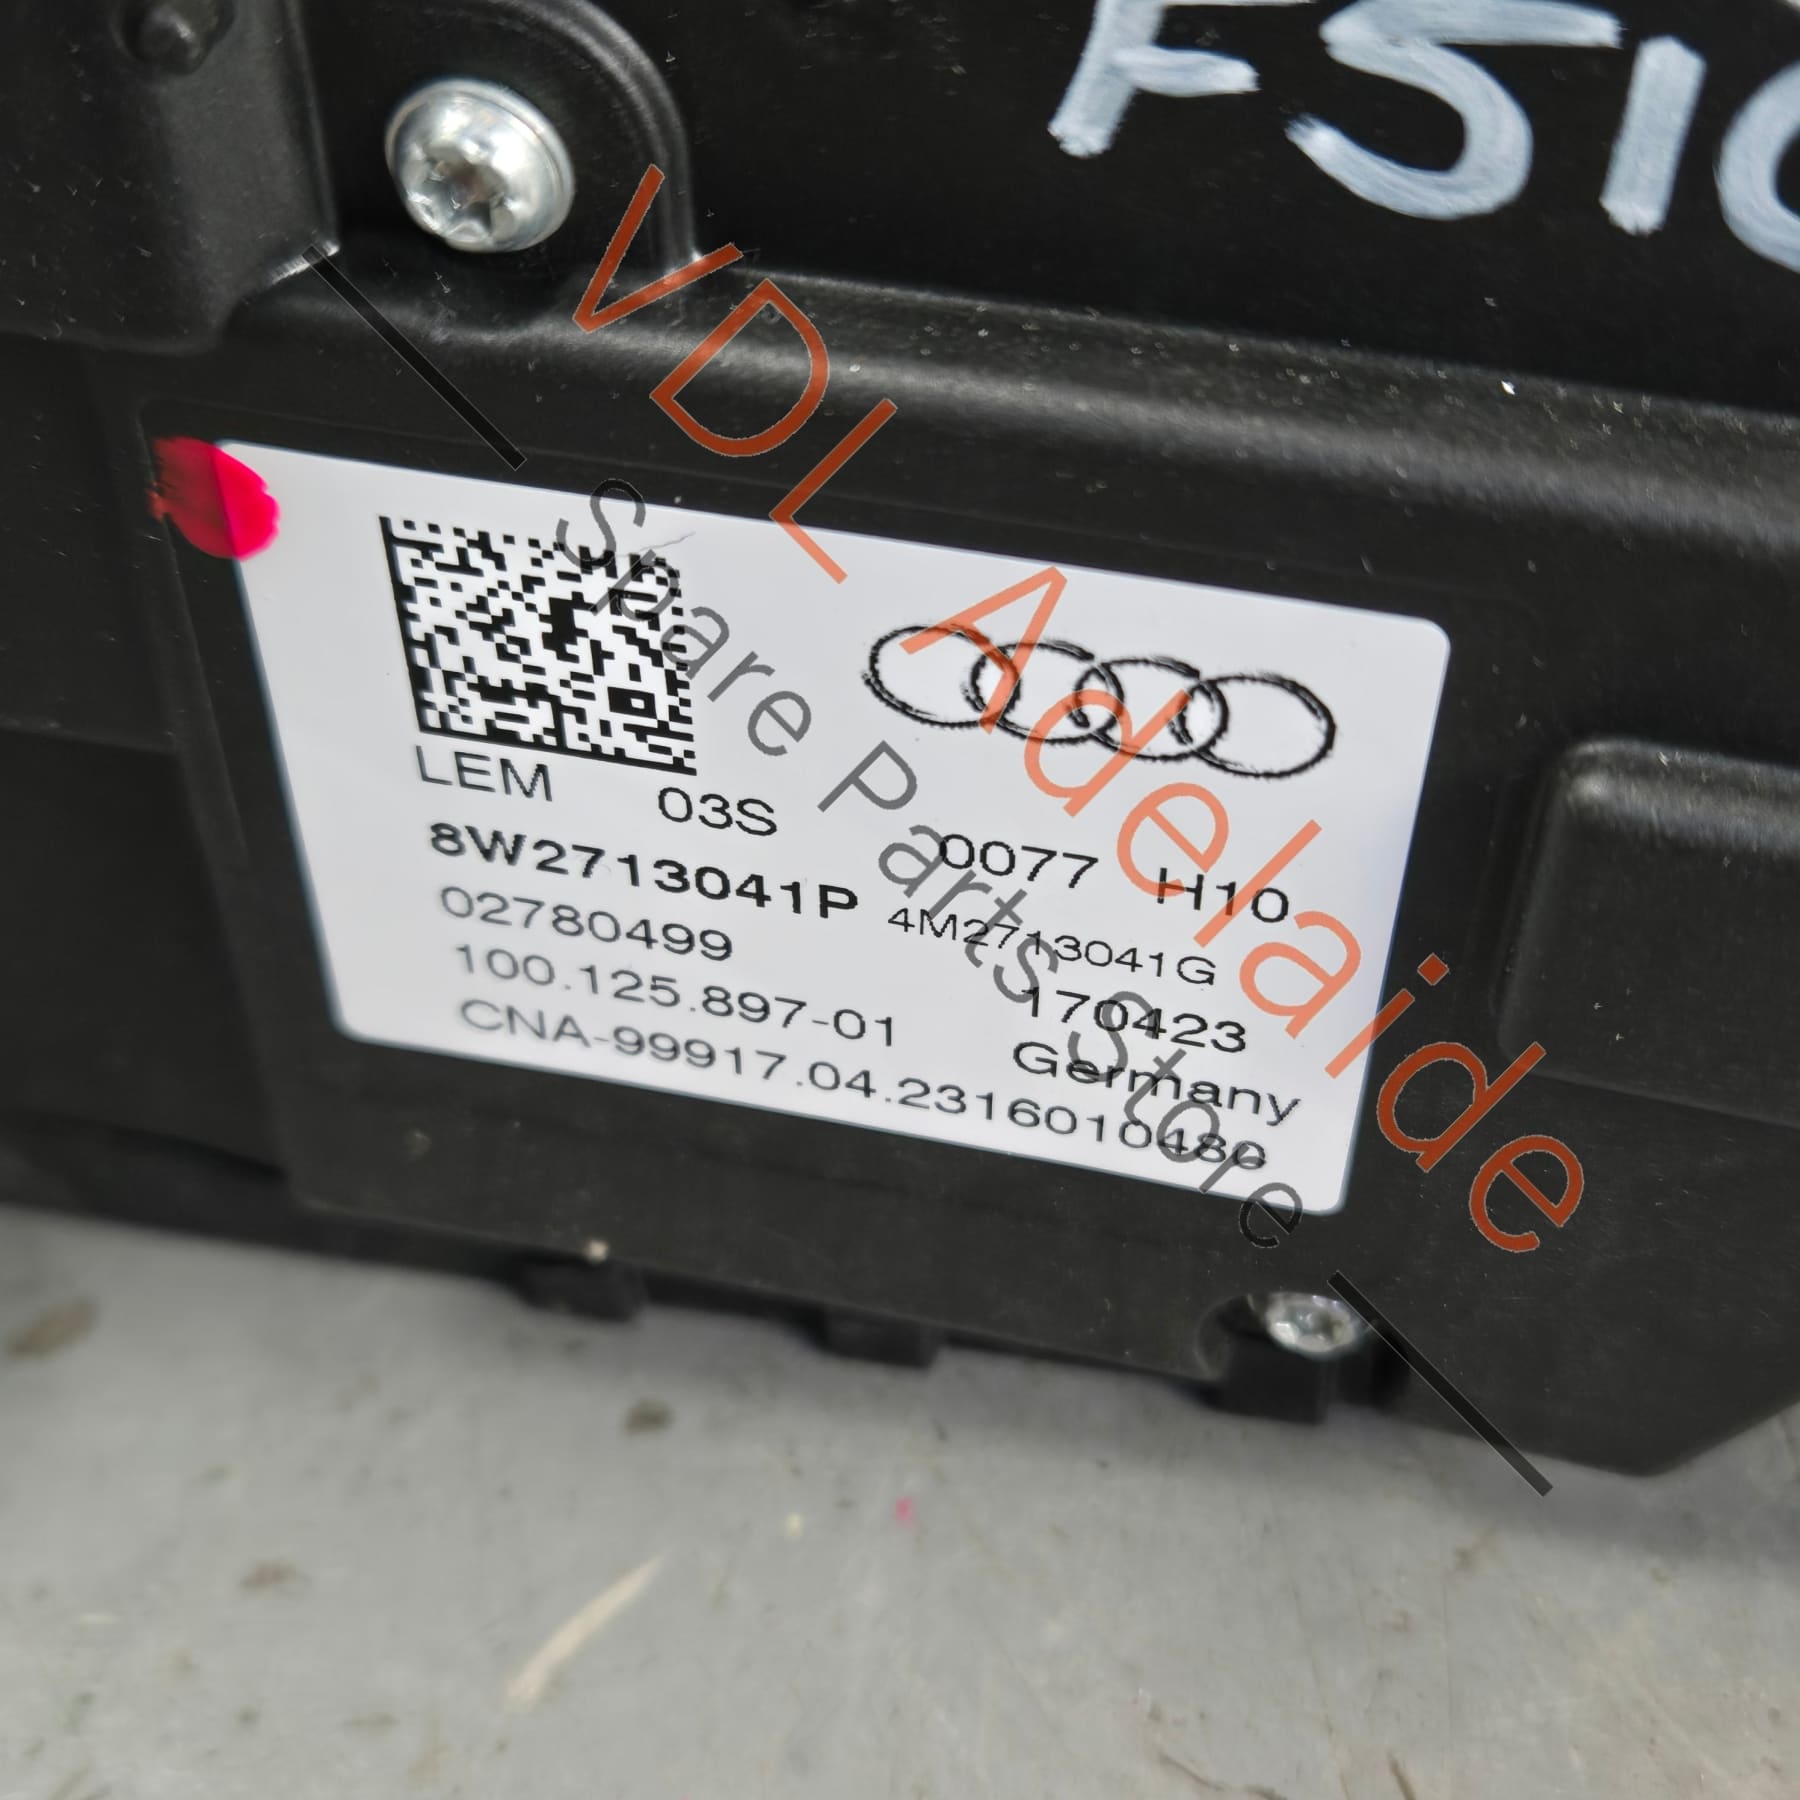 F510
VDL Adelaide
Spare Parts Store
LEM 03S 0077 H10
8W2713041P 4M2713041G
02780499 170423
100.125.897-01 Germany
CNA-99917.04.2316010480